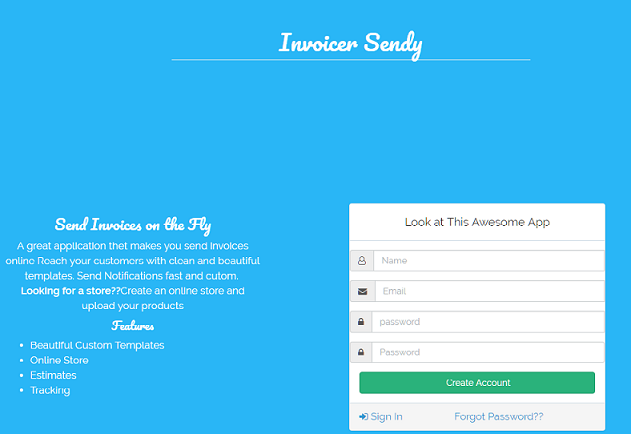 Invoicer Sendy
Send Invoices on the Fly
A great application thet makes you send invoices
online Reach your customers with clean and beautiful
templates. Send Notifications fast and cutom.
Looking for a store??Create an online store and
upload your products
Features
Beautiful Custom Templates
Online Store
Estimates
Tracking
Look at This Awesome App
Name
Email
password
Password
Create Account
Sign In
Forgot Password??